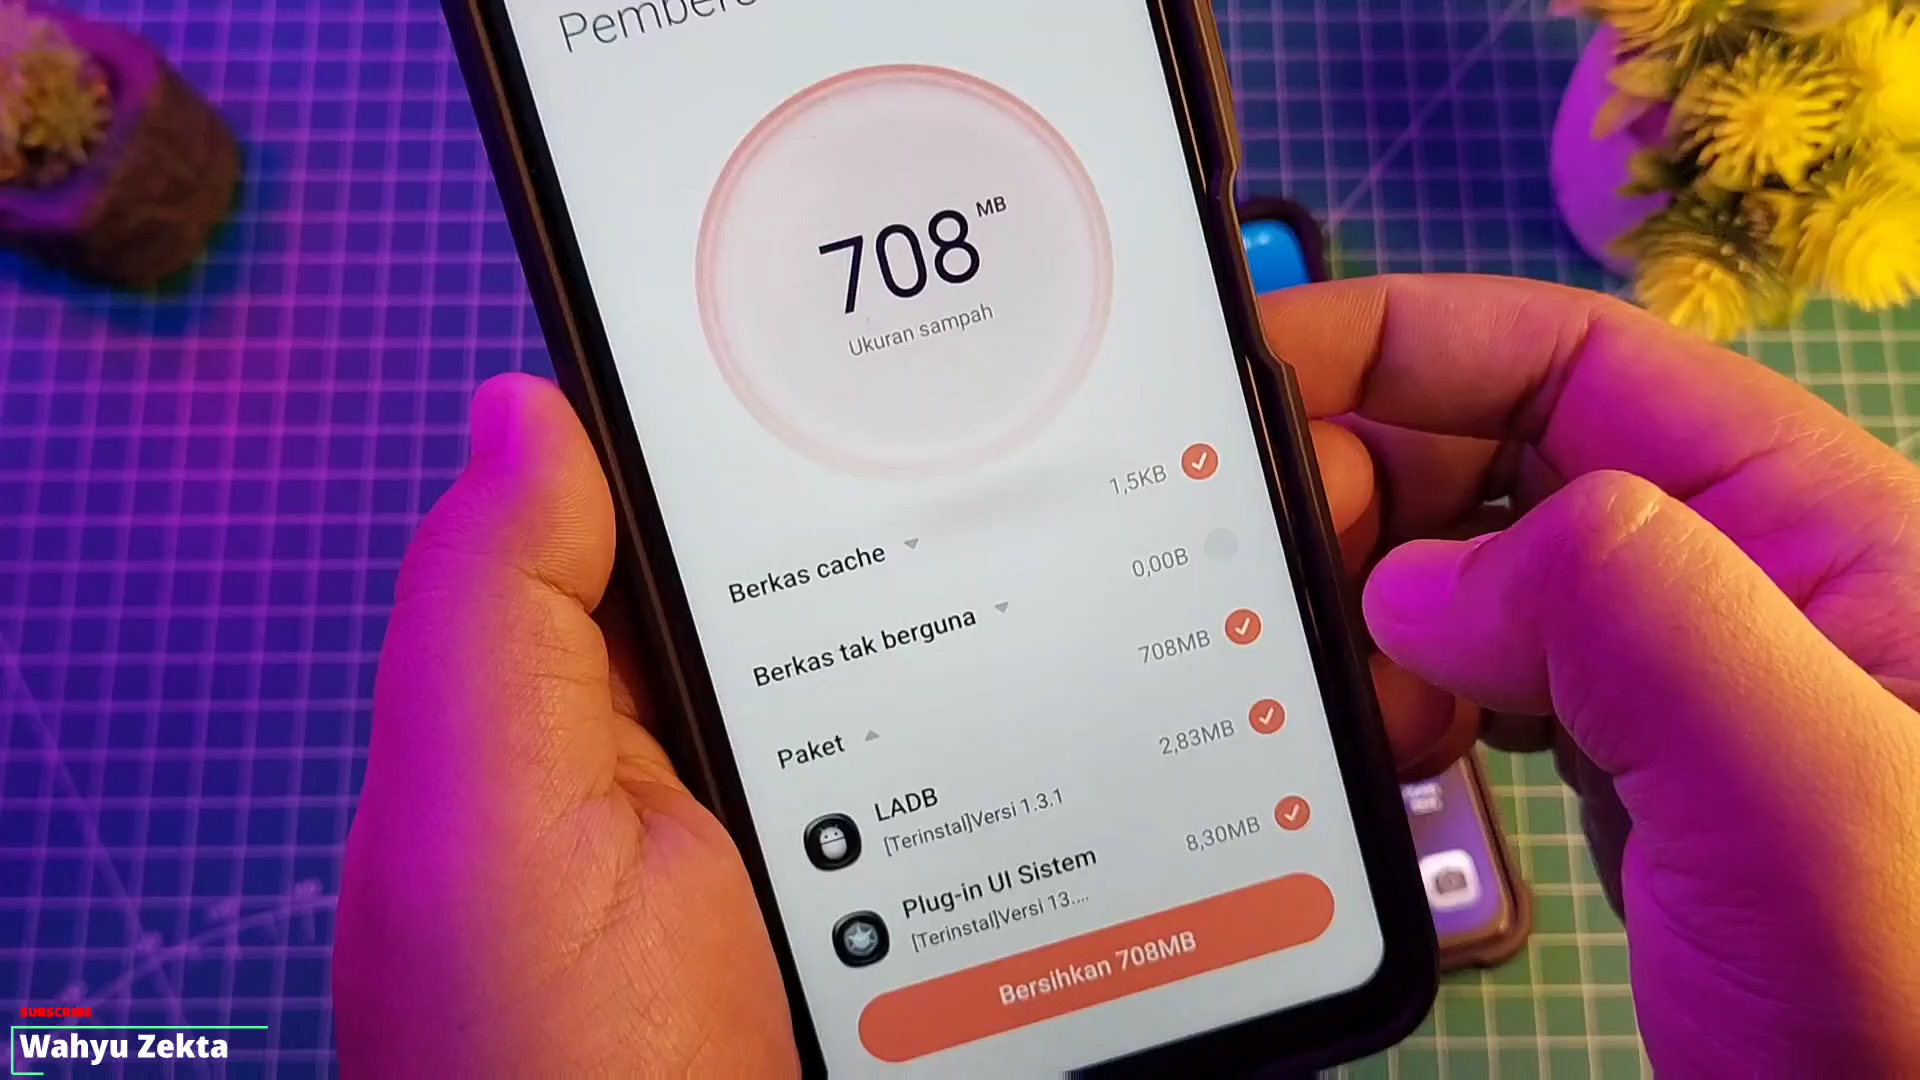 708 MB
Ukuran sampah
1,5KB
Berkas cache
0,00B
Berkas tak berguna
708MB
Paket
2,83MB
LADB
[Terinstal]Versi 1.3.1
8,30MB
Plug-in UI Sistem
[Terinstal]Versi 13....
Bersihkan 708MB
SUBSCRIBE
Wahyu Zekta